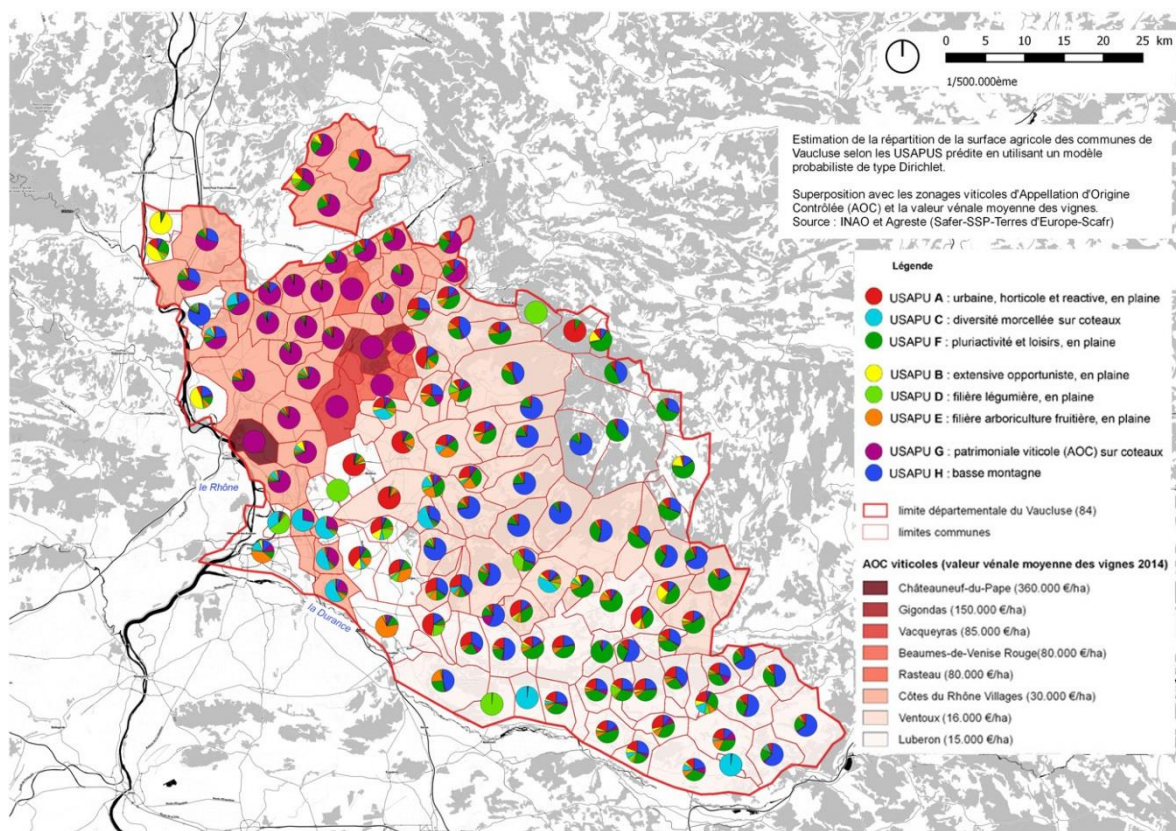 0 5 10 15 20 25 km
1/500.000ème
Estimation de la répartition de la surface agricole des communes de
Vaucluse selon les USAPUS prédite en utilisant un modèle
probabiliste de type Dirichlet.
Superposition avec les zonages viticoles d'Appellation d'Origine
Contrôlée (AOC) et la valeur vénale moyenne des vignes.
Source : INAO et Agreste (Safer-SSP-Terres d'Europe-Scafr)
Légende
USAPU A : urbaine, horticole et reactive, en plaine
USAPU C : diversité morcellée sur coteaux
USAPU F : pluriactivité et loisirs, en plaine
USAPU B : extensive opportuniste, en plaine
USAPU D : filière légumière, en plaine
USAPU E : filière arboriculture fruitière, en plaine
USAPU G : patrimoniale viticole (AOC) sur coteaux
USAPU H : basse montagne
limite départementale du Vaucluse (84)
limites communes
AOC viticoles (valeur vénale moyenne des vignes 2014)
Châteauneuf-du-Pape (360.000 €/ha)
Gigondas (150.000 €/ha)
Vacqueyras (85.000 €/ha)
Beaumes-de-Venise Rouge(80.000 €/ha)
Rasteau (80.000 €/ha)
Côtes du Rhône Villages (30.000 €/ha)
Ventoux (16.000 €/ha)
Luberon (15.000 €/ha)
le Rhône
la Durance